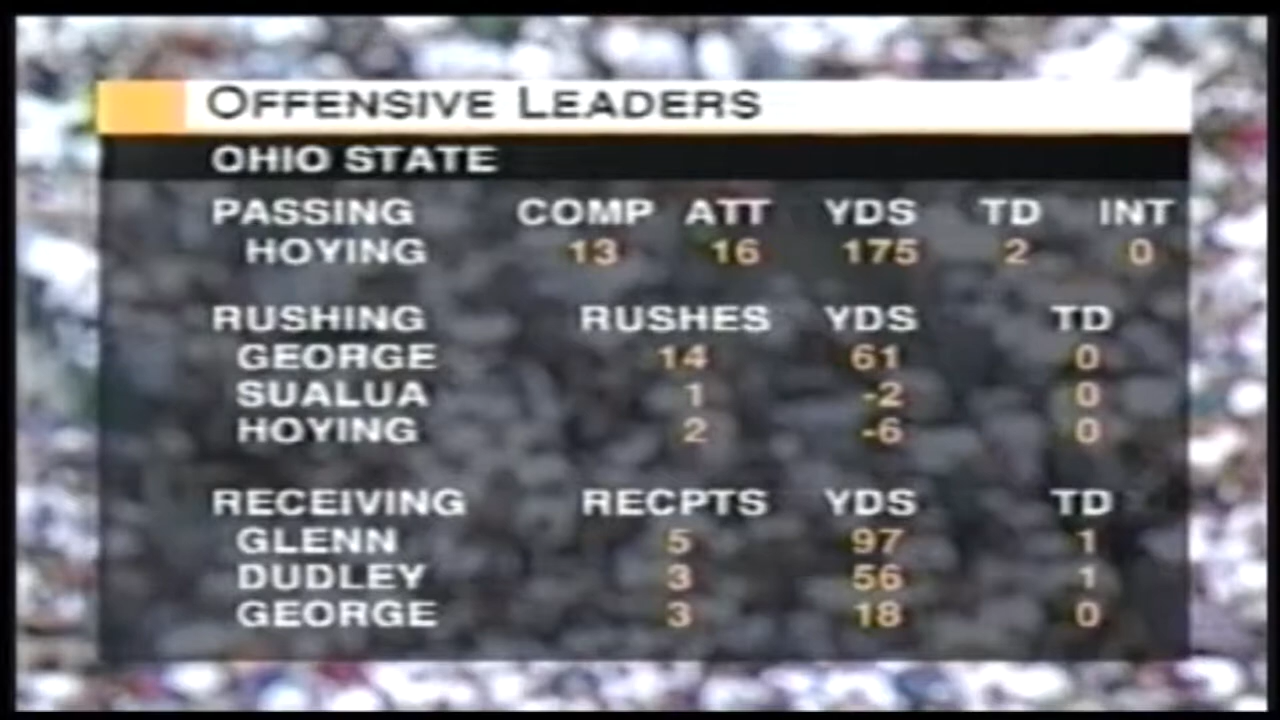 OFFENSIVE LEADERS
OHIO STATE
PASSING COMP ATT YDS TD INT
HOYING 13 16 175 2 0
RUSHING RUSHES YDS TD
GEORGE 14 61 0
SUALUA 1 -2 0
HOYING 2 -6 0
RECEIVING RECPTS YDS TD
GLENN 5 97 1
DUDLEY 3 56 1
GEORGE 3 18 0